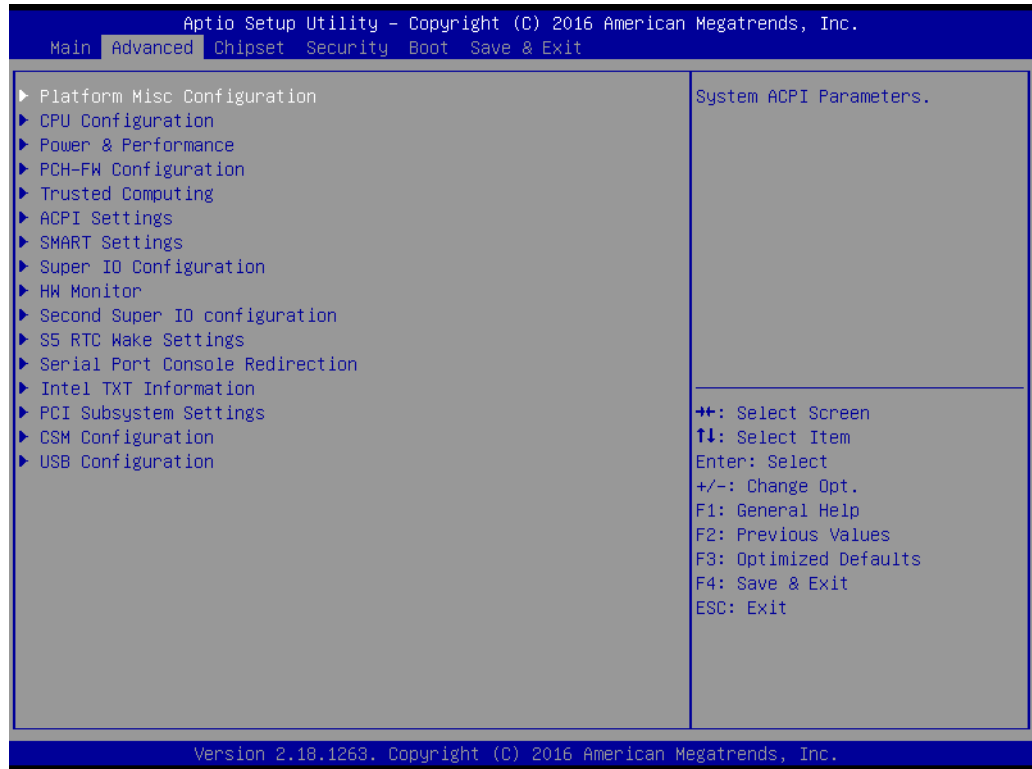 Aptio Setup Utility – Copyright (C) 2016 American Megatrends, Inc.
Main Advanced Chipset Security Boot Save & Exit
▶ Platform Misc Configuration
▶ CPU Configuration
▶ Power & Performance
▶ PCH-FW Configuration
▶ Trusted Computing
▶ ACPI Settings
▶ SMART Settings
▶ Super IO Configuration
▶ HW Monitor
▶ Second Super IO configuration
▶ S5 RTC Wake Settings
▶ Serial Port Console Redirection
▶ Intel TXT Information
▶ PCI Subsystem Settings
▶ CSM Configuration
▶ USB Configuration
System ACPI Parameters.
→←: Select Screen
↑↓: Select Item
Enter: Select
+/-: Change Opt.
F1: General Help
F2: Previous Values
F3: Optimized Defaults
F4: Save & Exit
ESC: Exit
Version 2.18.1263. Copyright (C) 2016 American Megatrends, Inc.